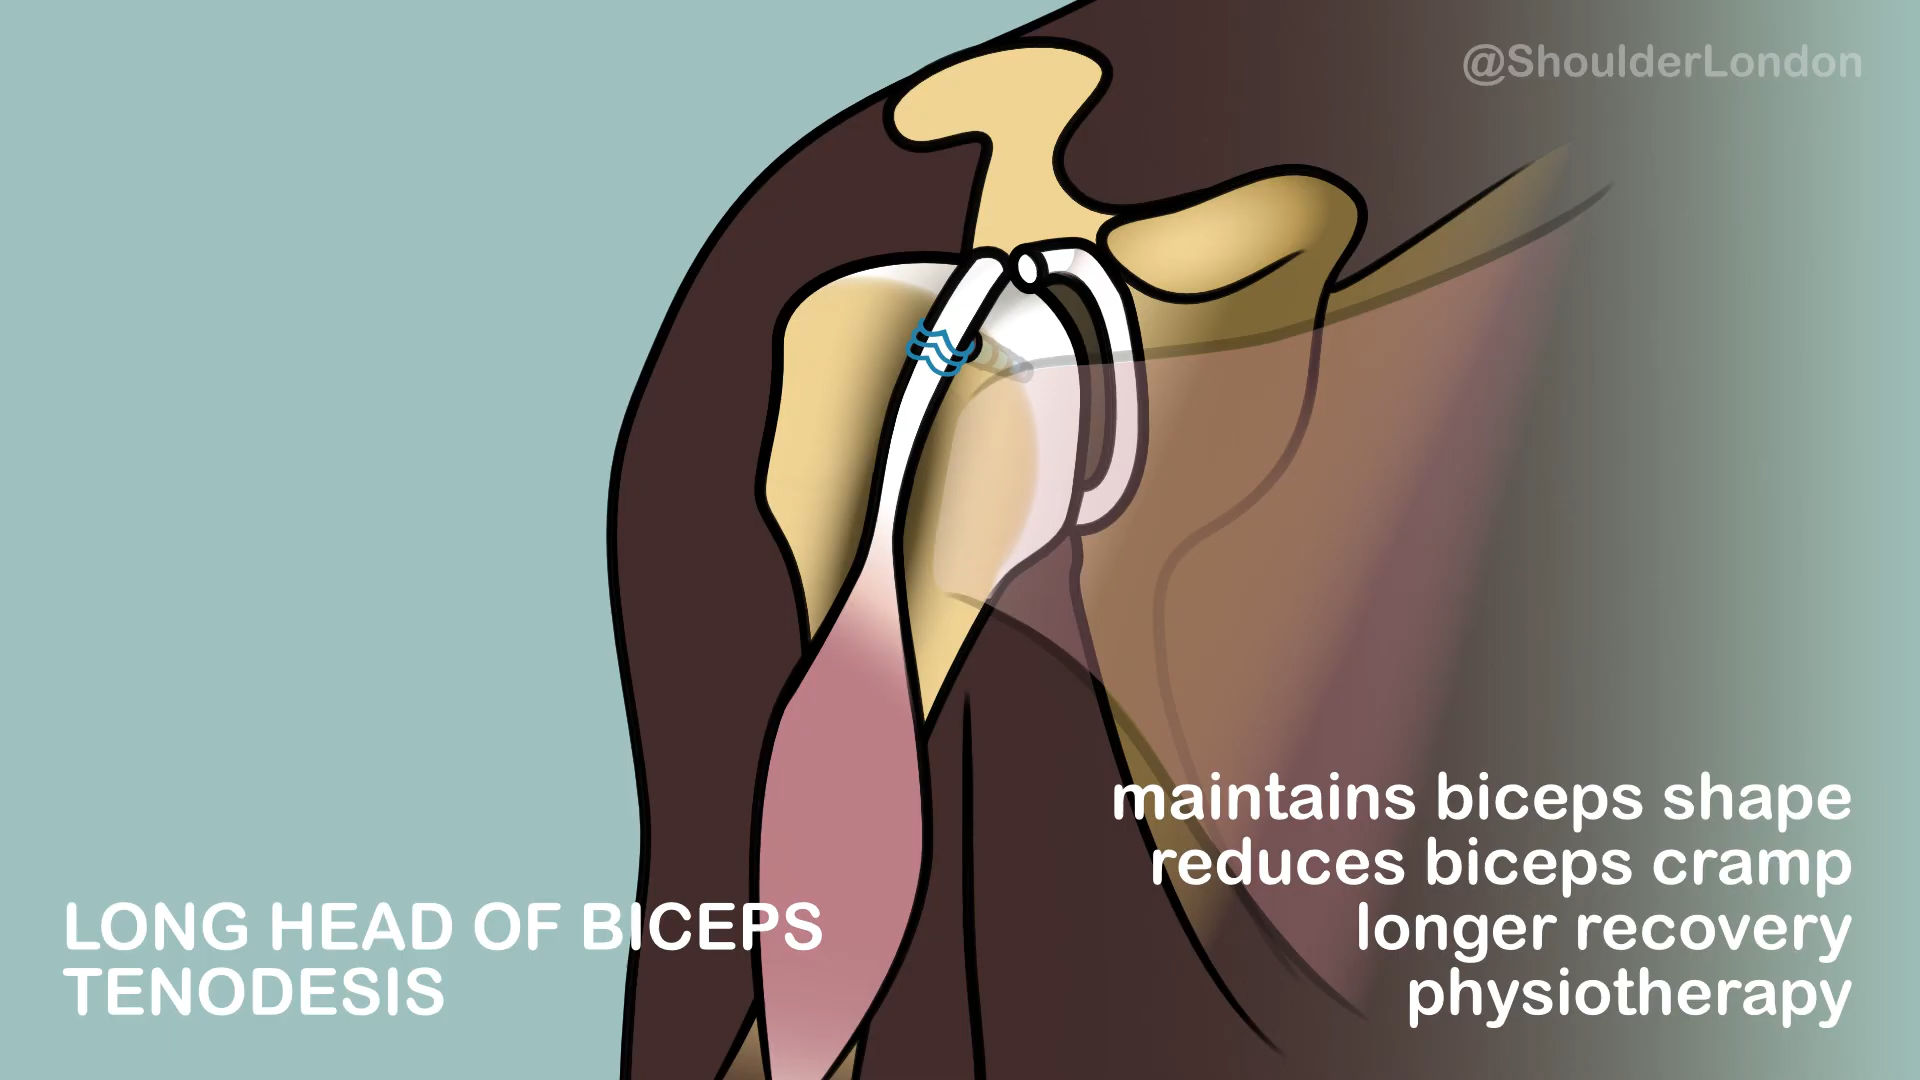 @ShoulderLondon
maintains biceps shape
reduces biceps cramp
longer recovery
physiotherapy
LONG HEAD OF BICEPS
TENODESIS